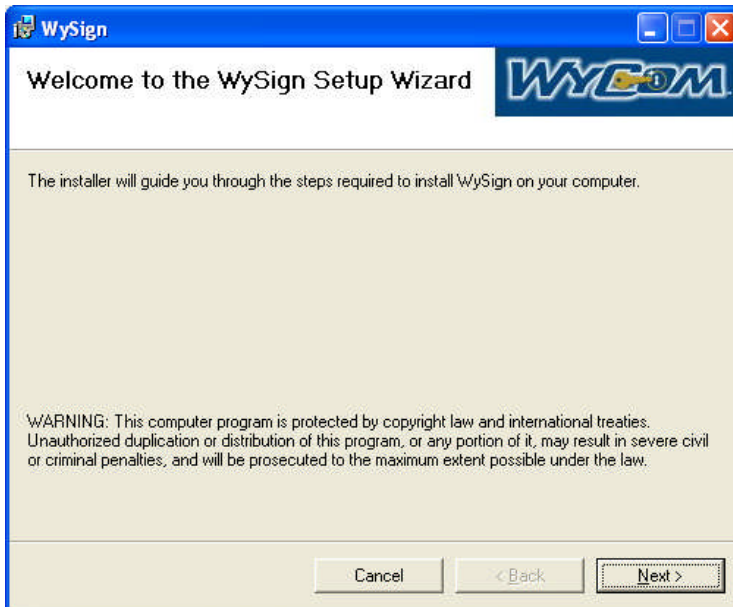 WySign
Welcome to the WySign Setup Wizard
WYCOM
The installer will guide you through the steps required to install WySign on your computer.
WARNING: This computer program is protected by copyright law and international treaties.
Unauthorized duplication or distribution of this program, or any portion of it, may result in severe civil
or criminal penalties, and will be prosecuted to the maximum extent possible under the law.
Cancel
< Back
Next >